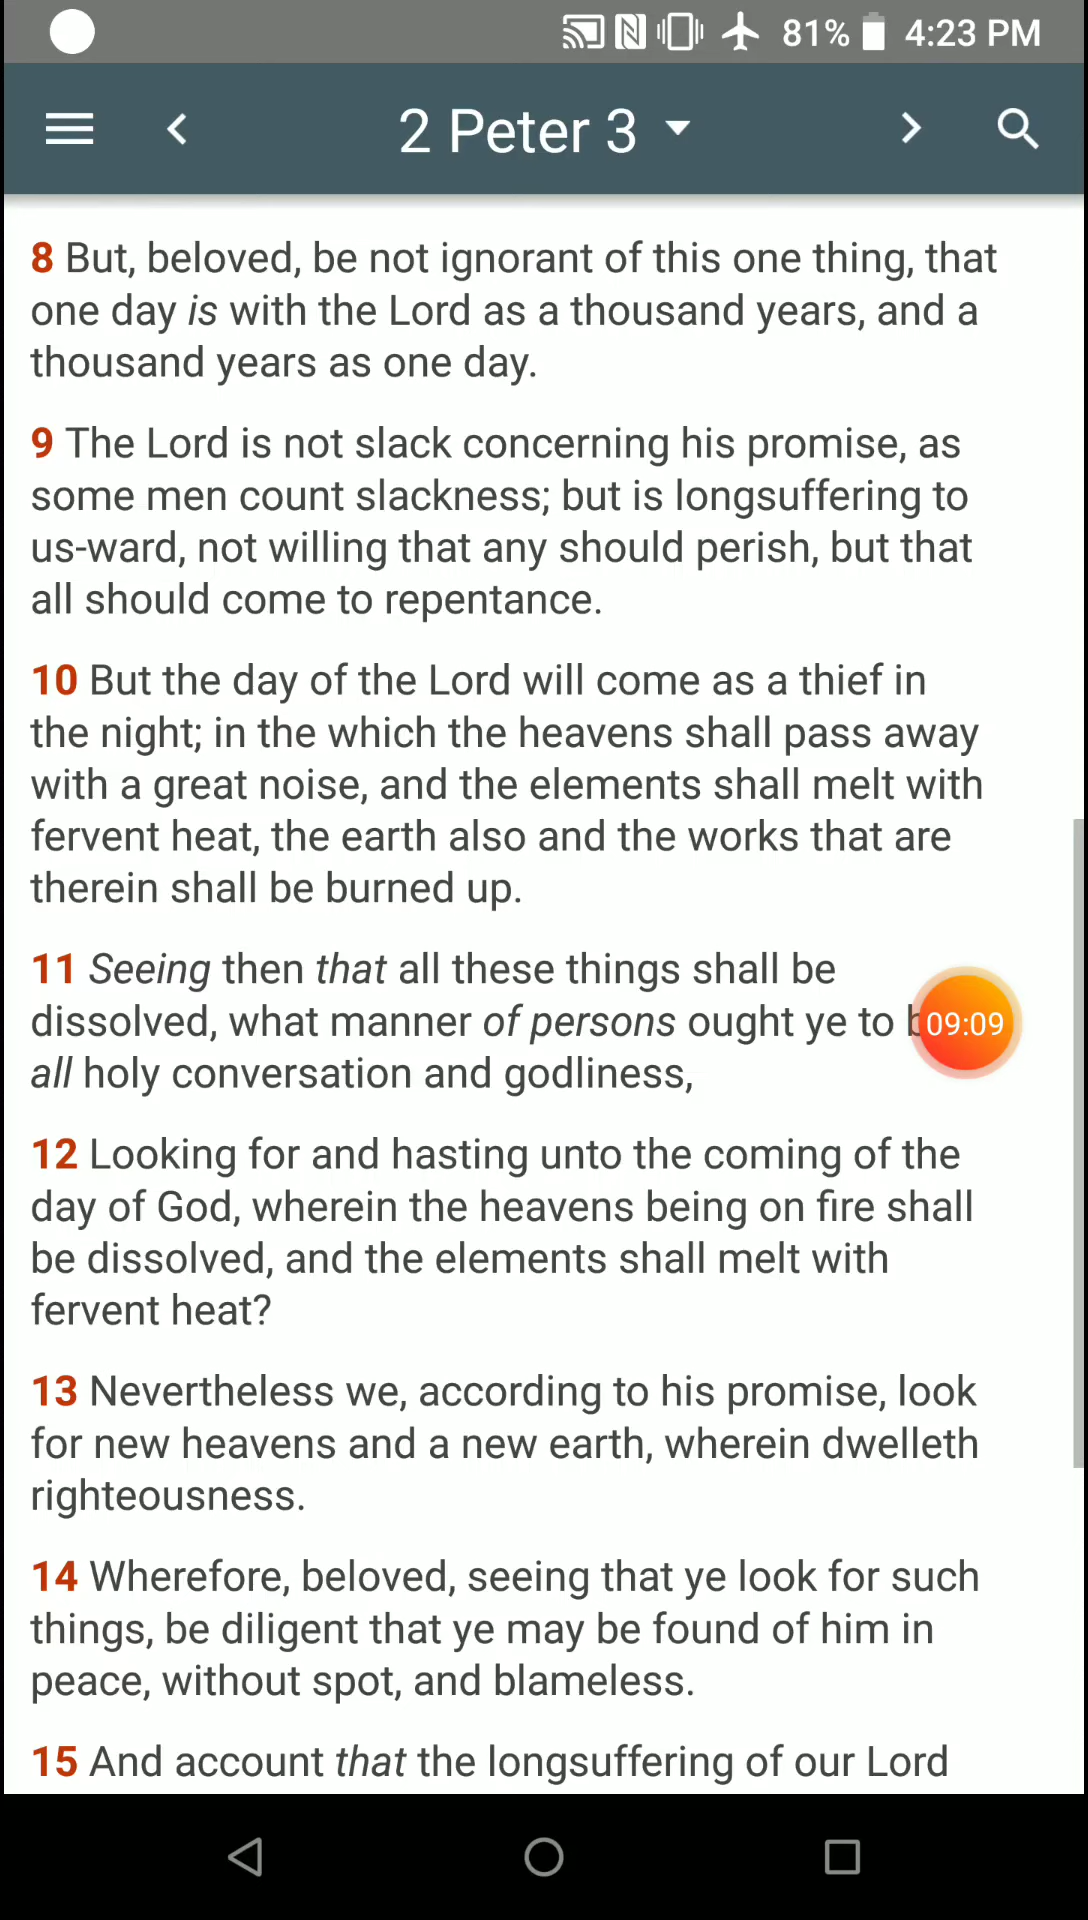 81% 4:23 PM
2 Peter 3
8 But, beloved, be not ignorant of this one thing, that
one day is with the Lord as a thousand years, and a
thousand years as one day.
9 The Lord is not slack concerning his promise, as
some men count slackness; but is longsuffering to
us-ward, not willing that any should perish, but that
all should come to repentance.
10 But the day of the Lord will come as a thief in
the night; in the which the heavens shall pass away
with a great noise, and the elements shall melt with
fervent heat, the earth also and the works that are
therein shall be burned up.
11 Seeing then that all these things shall be
dissolved, what manner of persons ought ye to
09:09
all holy conversation and godliness,
12 Looking for and hasting unto the coming of the
day of God, wherein the heavens being on fire shall
be dissolved, and the elements shall melt with
fervent heat?
13 Nevertheless we, according to his promise, look
for new heavens and a new earth, wherein dwelleth
righteousness.
14 Wherefore, beloved, seeing that ye look for such
things, be diligent that ye may be found of him in
peace, without spot, and blameless.
15 And account that the longsuffering of our Lord